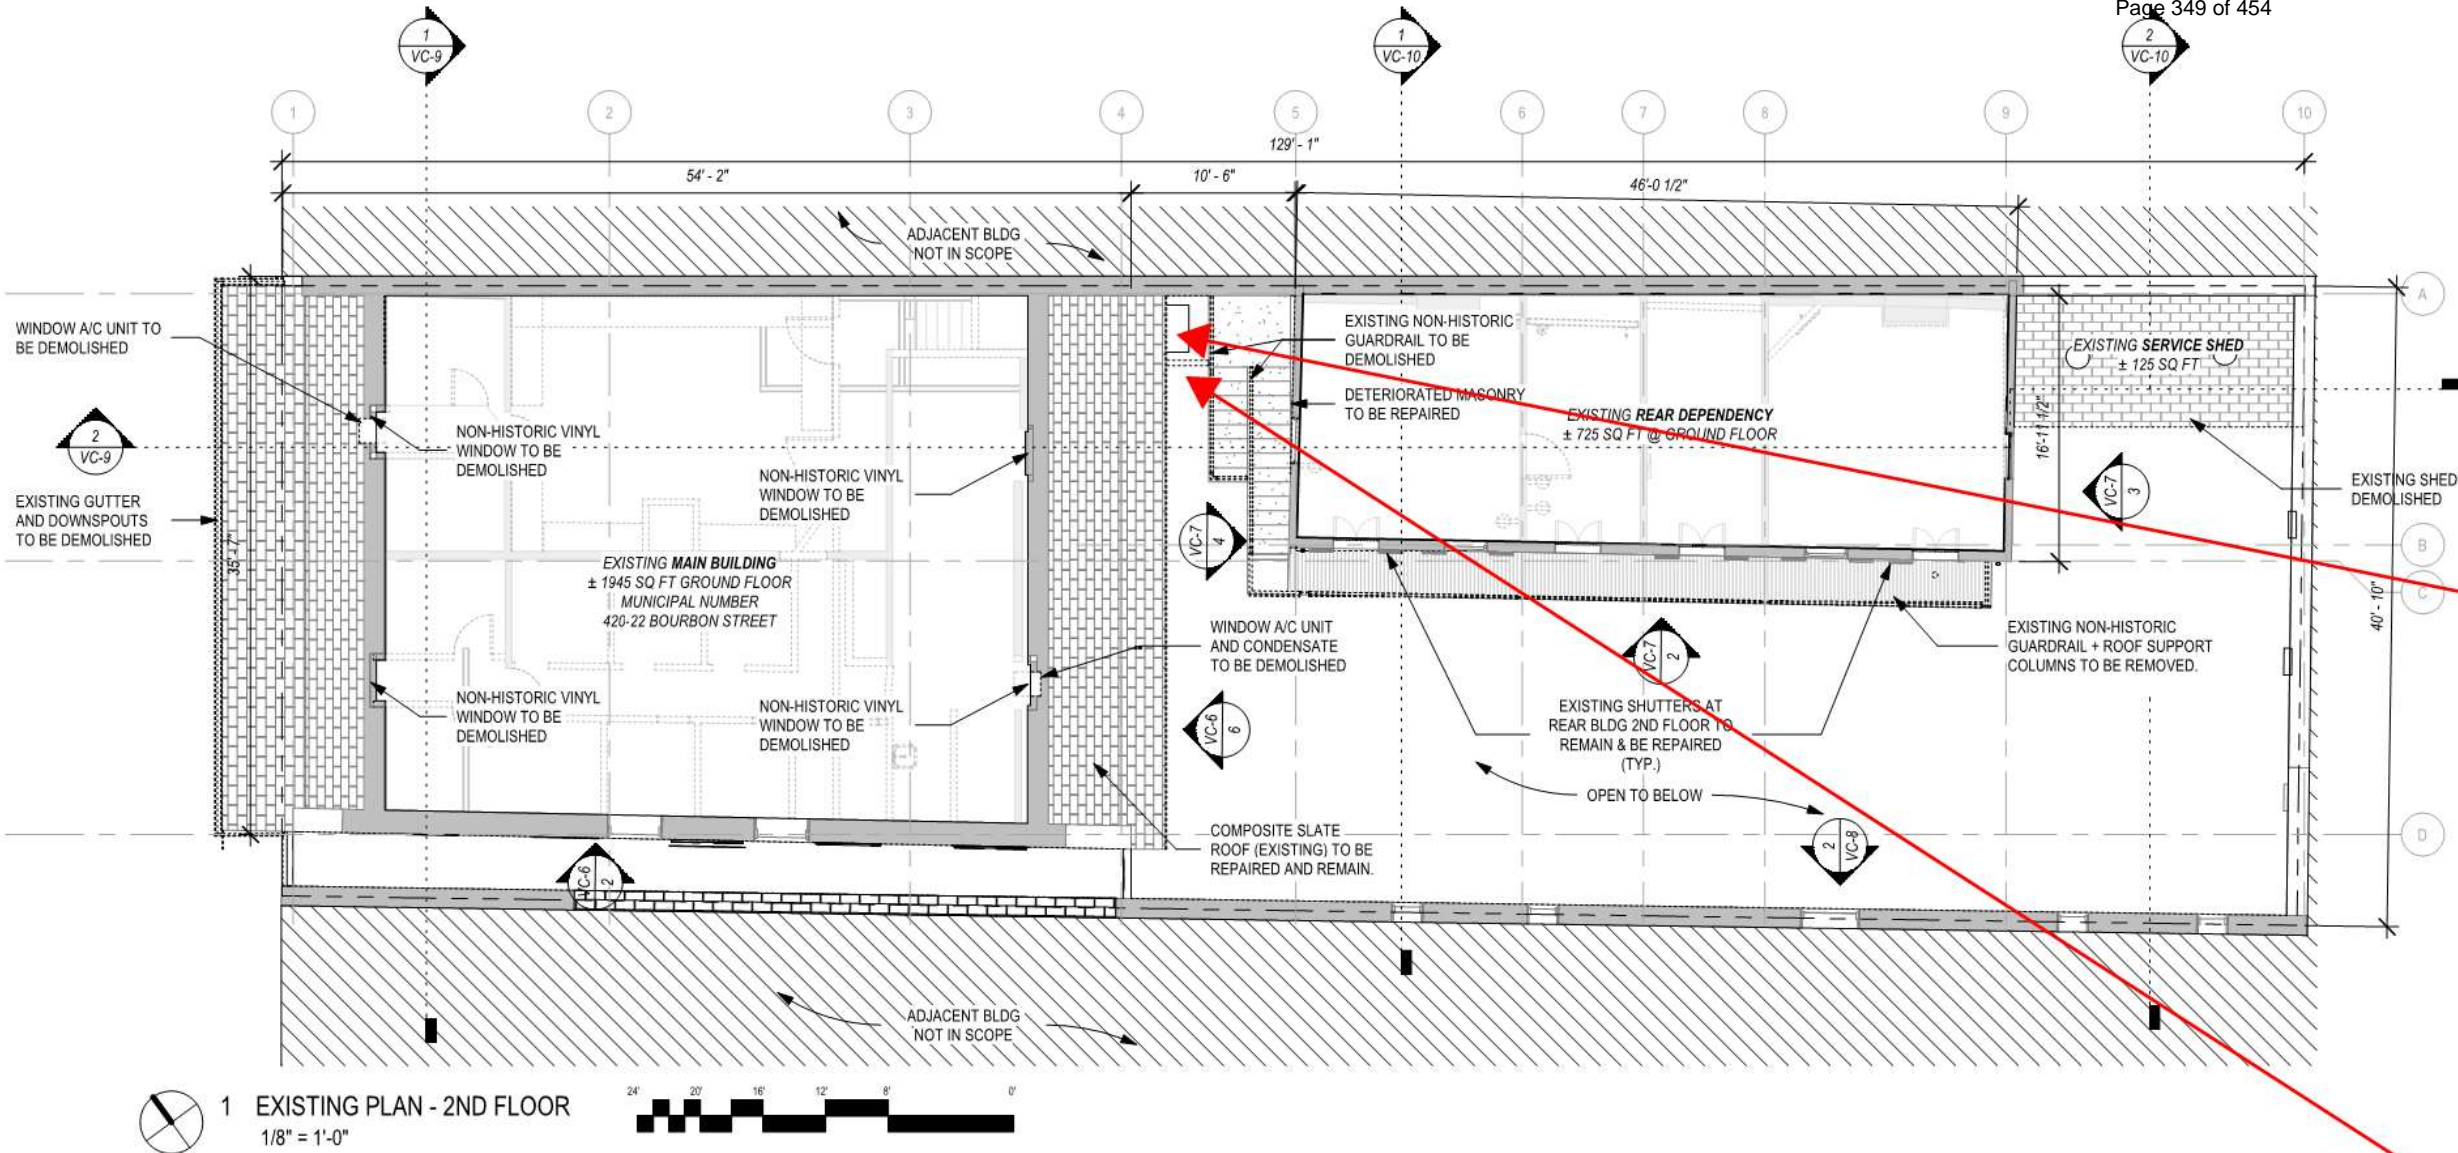 Page 349 of 454
1
VC-9
1
VC-10
2
VC-10
1
2
3
4
5
6
7
8
9
10
129' - 1"
54' - 2"
10' - 6"
46'-0 1/2"
ADJACENT BLDG
NOT IN SCOPE
A
WINDOW A/C UNIT TO
BE DEMOLISHED
EXISTING NON-HISTORIC
GUARDRAIL TO BE
DEMOLISHED
DETERIORATED MASONRY
TO BE REPAIRED
EXISTING REAR DEPENDENCY
± 725 SQ FT @ GROUND FLOOR
EXISTING SERVICE SHED
± 125 SQ FT
16'-11 1/2"
2
VC-9
NON-HISTORIC VINYL
WINDOW TO BE
DEMOLISHED
NON-HISTORIC VINYL
WINDOW TO BE
DEMOLISHED
EXISTING GUTTER
AND DOWNSPOUTS
TO BE DEMOLISHED
35' - 7"
VC-7
4
VC-7
3
EXISTING SHED
DEMOLISHED
B
C
40' - 10"
EXISTING MAIN BUILDING
± 1945 SQ FT GROUND FLOOR
MUNICIPAL NUMBER
420-22 BOURBON STREET
WINDOW A/C UNIT
AND CONDENSATE
TO BE DEMOLISHED
VC-7
2
EXISTING NON-HISTORIC
GUARDRAIL + ROOF SUPPORT
COLUMNS TO BE REMOVED.
NON-HISTORIC VINYL
WINDOW TO BE
DEMOLISHED
NON-HISTORIC VINYL
WINDOW TO BE
DEMOLISHED
VC-6
6
EXISTING SHUTTERS AT
REAR BLDG 2ND FLOOR TO
REMAIN & BE REPAIRED
(TYP.)
OPEN TO BELOW
COMPOSITE SLATE
ROOF (EXISTING) TO BE
REPAIRED AND REMAIN.
2
VC-8
D
VC-6
2
ADJACENT BLDG
NOT IN SCOPE
1 EXISTING PLAN - 2ND FLOOR
1/8" = 1'-0"
24' 20' 16' 12' 8' 0'